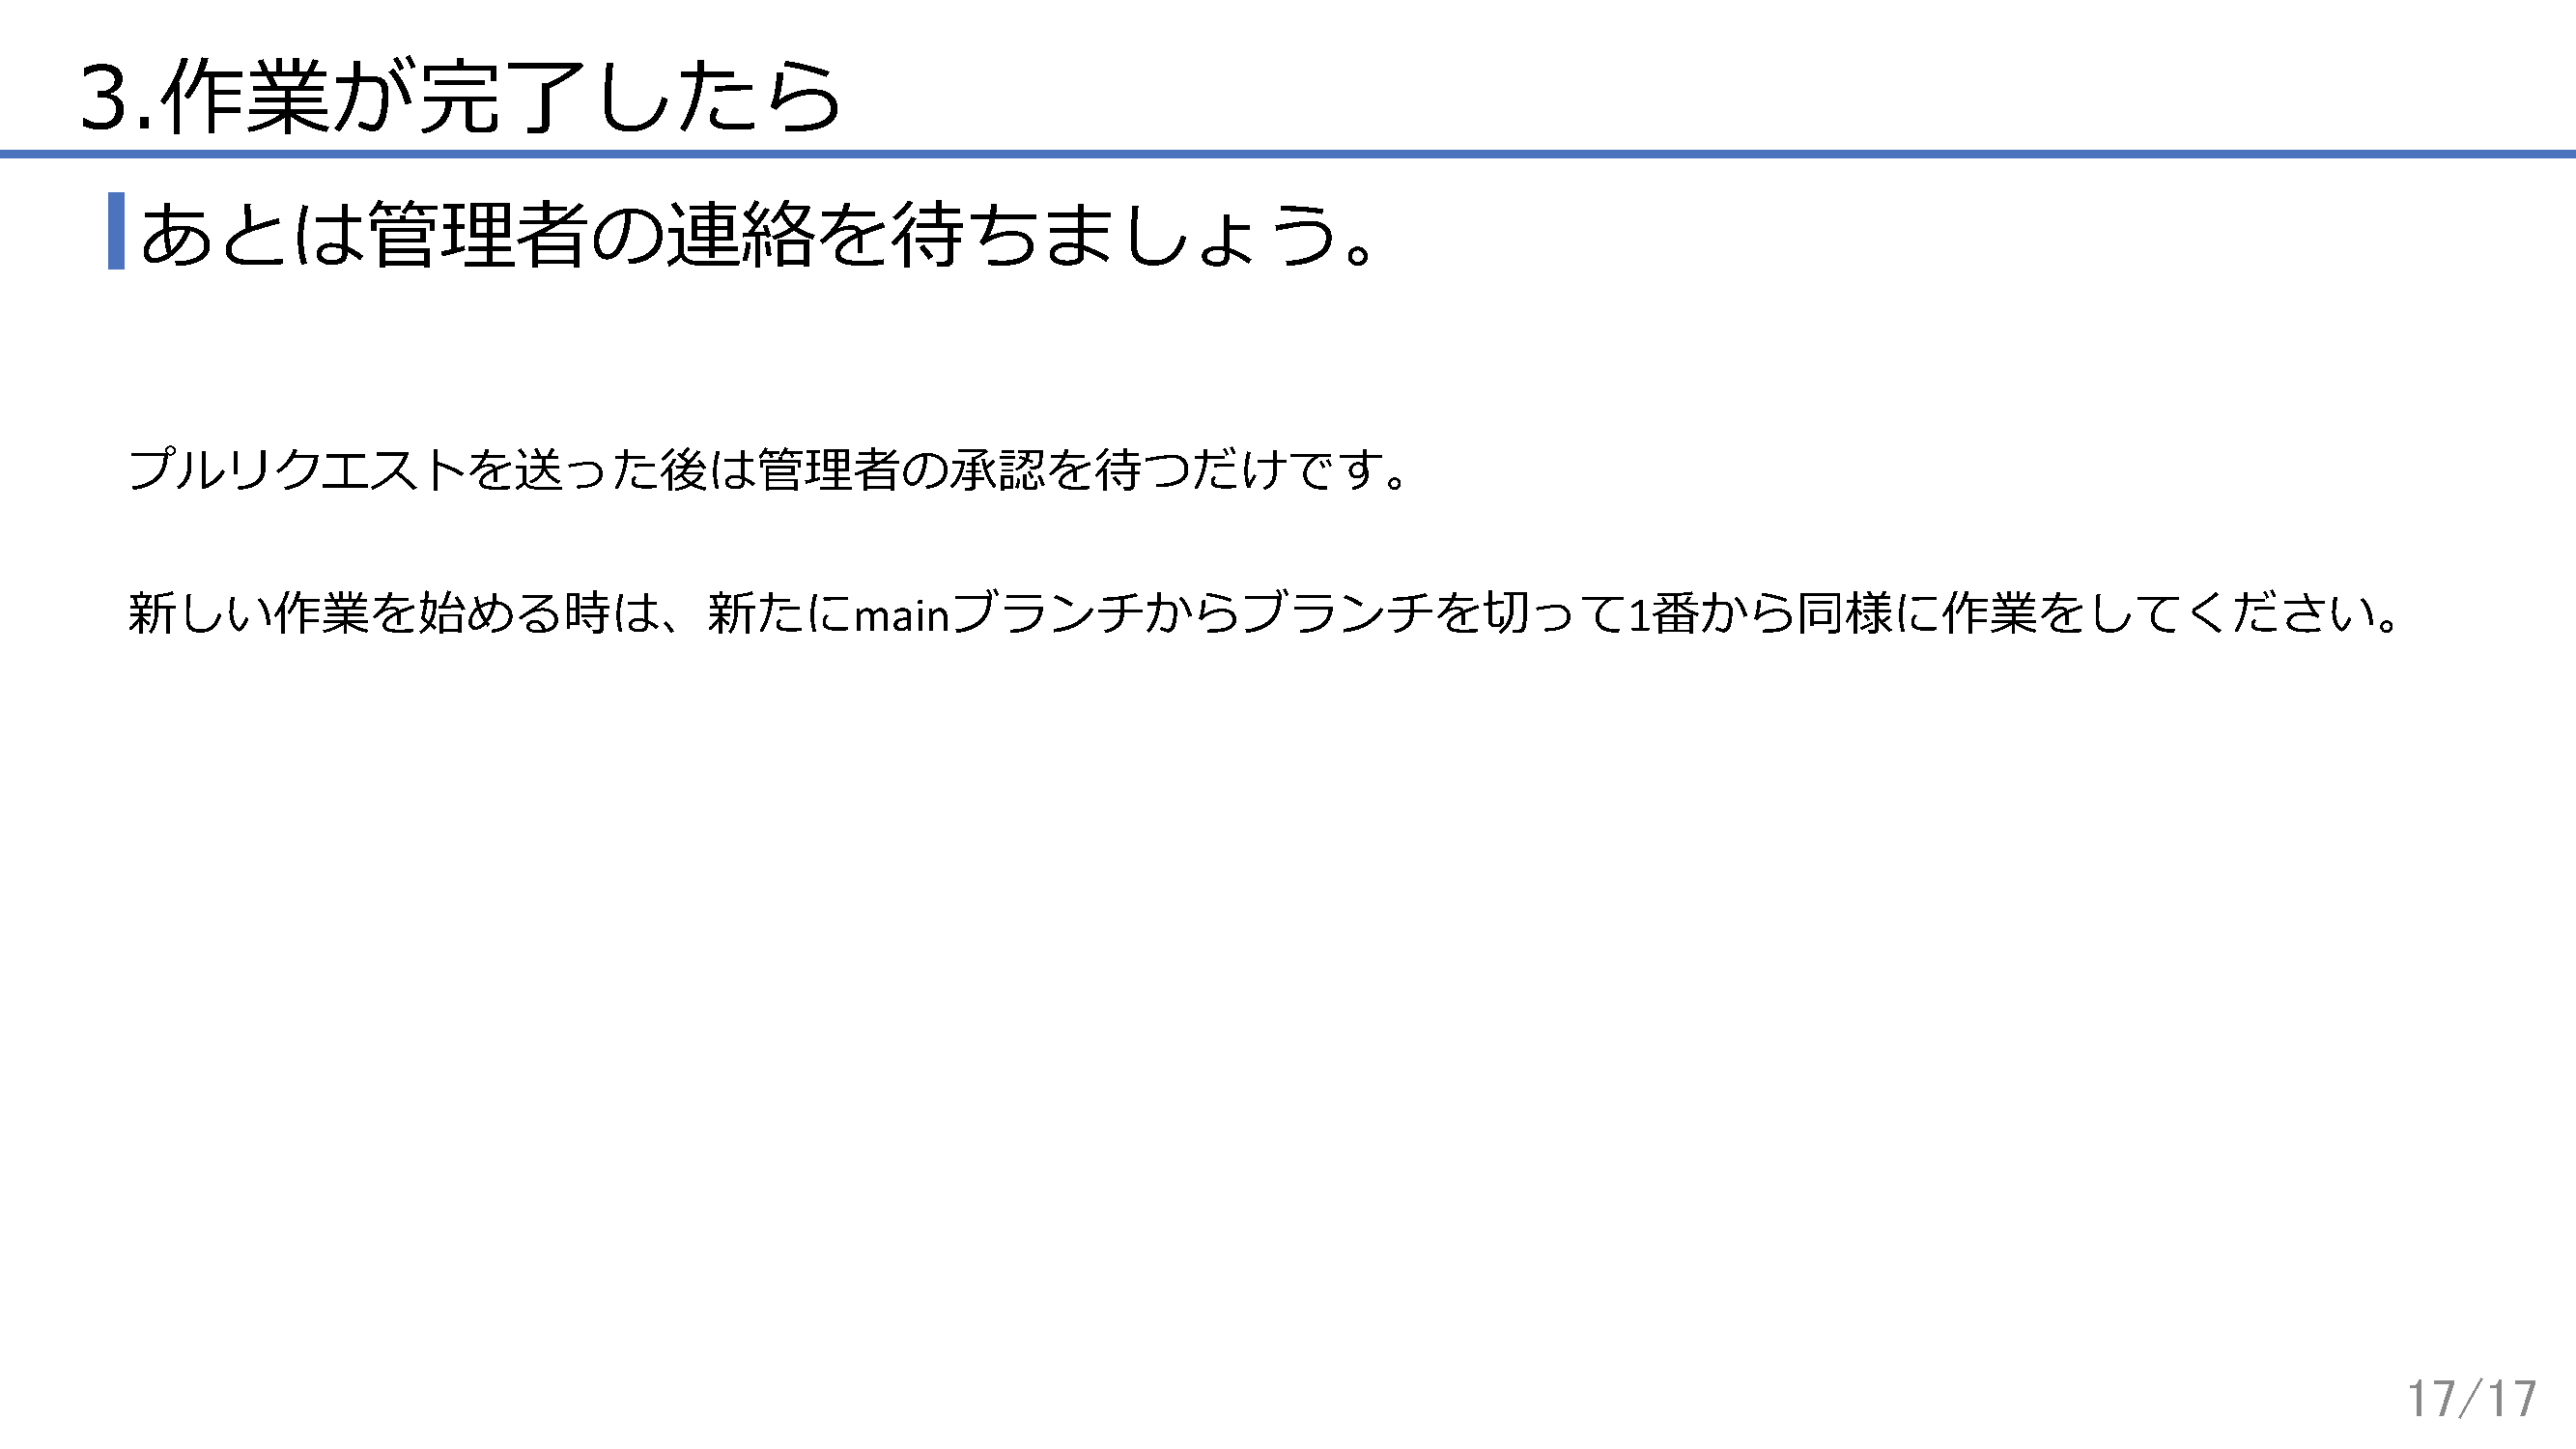 3.作業が完了したら
あとは管理者の連絡を待ちましょう。
プルリクエストを送った後は管理者の承認を待つだけです。
新しい作業を始める時は、新たにmainブランチからブランチを切って1番から同様に作業をしてください。
17/17